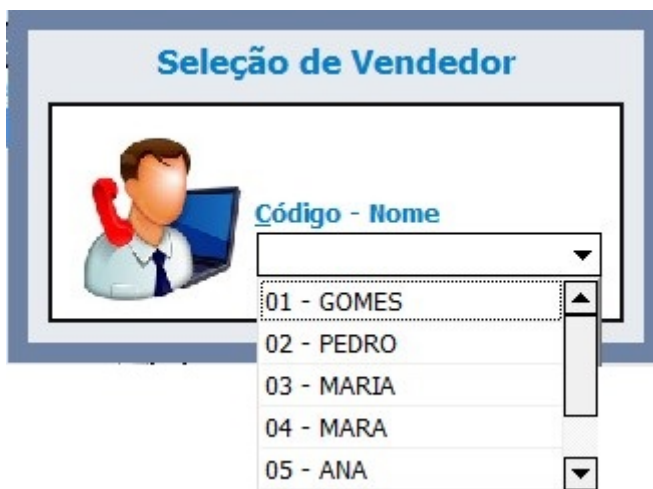 Seleção de Vendedor
Código - Nome
01 - GOMES
02 - PEDRO
03 - MARIA
04 - MARA
05 - ANA